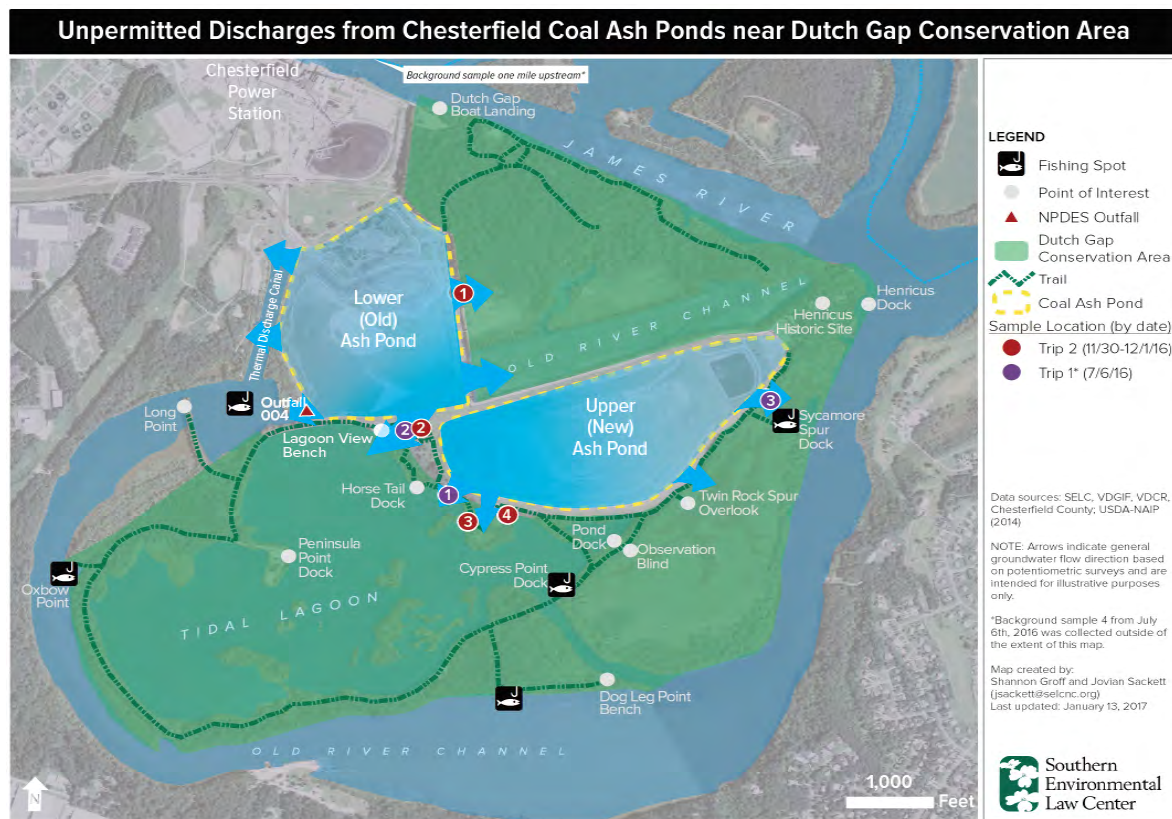 Unpermitted Discharges from Chesterfield Coal Ash Ponds near Dutch Gap Conservation Area
Chesterfield
Power
Station
Background sample one mile upstream*
Dutch Gap
Boat Landing
JAMES RIVER
Thermal Discharge Canal
Lower
(Old)
Ash Pond
1
OLD RIVER CHANNEL
Henricus
Dock
Henricus
Historic Site
Upper
(New)
Ash Pond
3
Sycamore
Spur
Dock
Long
Point
Outfall
004
Lagoon View
Bench
2
2
Horse Tail
Dock
1
3
4
Twin Rock Spur
Overlook
Pond
Dock
Observation
Blind
Peninsula
Point
Dock
Cypress Point
Dock
Oxbow
Point
TIDAL LAGOON
Dog Leg Point
Bench
OLD RIVER CHANNEL
N
1,000
Feet
LEGEND
Fishing Spot
Point of Interest
NPDES Outfall
Dutch Gap
Conservation Area
Trail
Coal Ash Pond
Sample Location (by date)
Trip 2 (11/30-12/1/16)
Trip 1* (7/6/16)
Data sources: SELC, VDGIF, VDCR,
Chesterfield County; USDA-NAIP
(2014)
NOTE: Arrows indicate general
groundwater flow direction based
on potentiometric surveys and are
intended for illustrative purposes
only.
*Background sample 4 from July
6th, 2016 was collected outside of
the extent of this map.
Map created by:
Shannon Groff and Jovian Sackett
(jsackett@selcnc.org)
Last updated: January 13, 2017
Southern
Environmental
Law Center